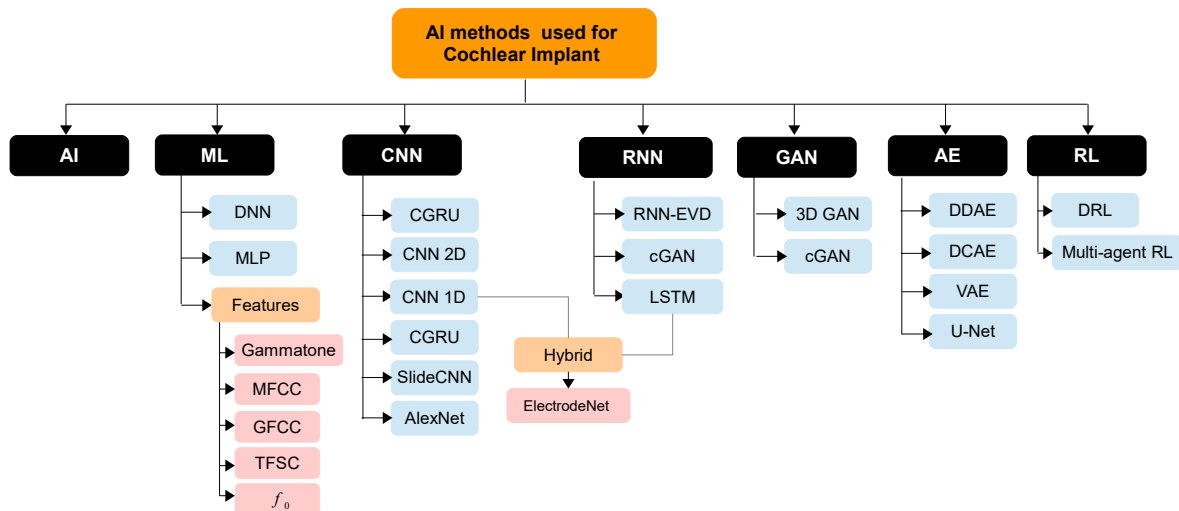 AI methods used for
Cochlear Implant
AI
ML
CNN
RNN
GAN
AE
RL
DNN
MLP
Features
Gammatone
MFCC
GFCC
TFSC
f 0
CGRU
CNN 2D
CNN 1D
CGRU
SlideCNN
AlexNet
Hybrid
ElectrodeNet
RNN-EVD
cGAN
LSTM
3D GAN
cGAN
DDAE
DCAE
VAE
U-Net
DRL
Multi-agent RL